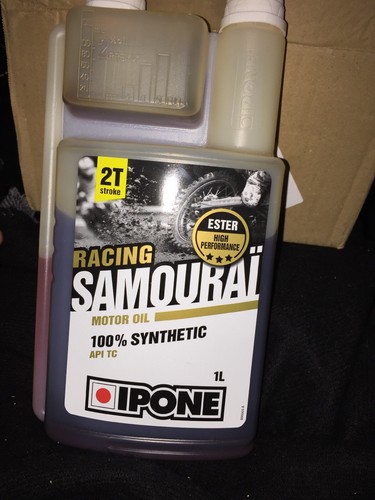 2T
stroke
ESTER
HIGH
PERFORMANCE
RACING
SAMOURAÏ
MOTOR OIL
100% SYNTHETIC
API TC
1L
IPONE